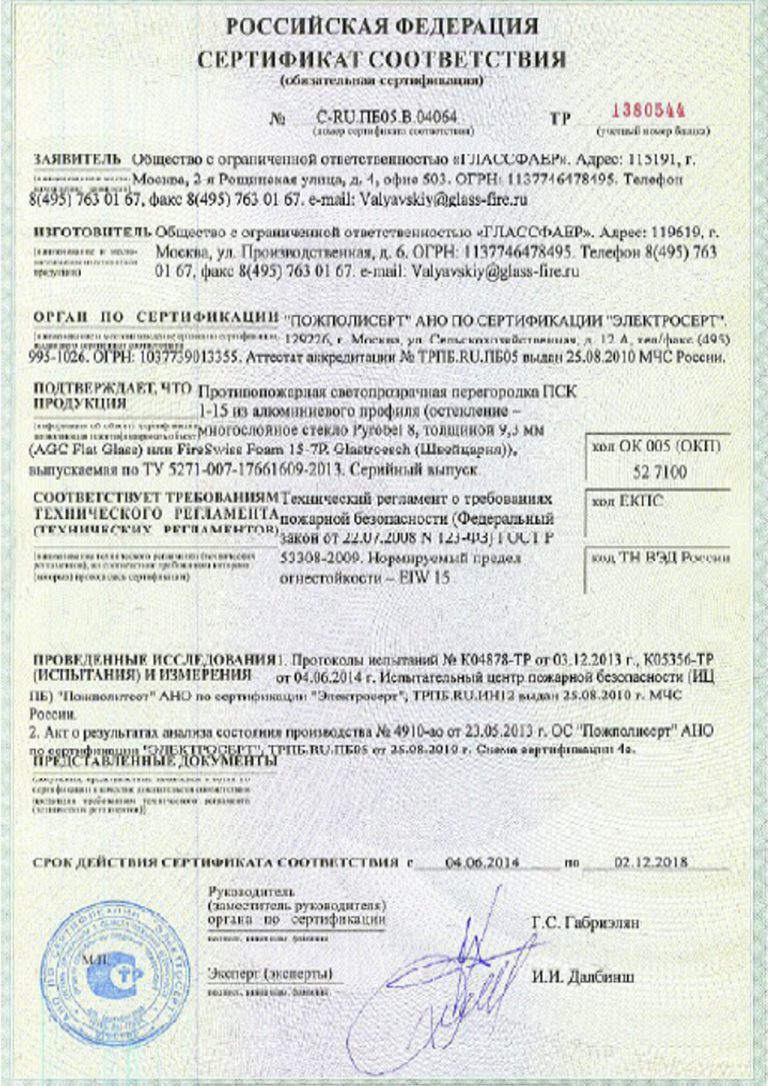 РОССИЙСКАЯ ФЕДЕРАЦИЯ
СЕРТИФИКАТ СООТВЕТСТВИЯ
(обязательная сертификация)
№ C-RU.ПБ05.В.04064 ТР 1380544
(номер сертификата соответствия) (учетный номер бланка)
ЗАЯВИТЕЛЬ Общество с ограниченной ответственностью «ГЛАССФАЕР». Адрес: 115191, г.
Москва, 2-я Рощинская улица, д. 4, офис 503. ОГРН: 1137746478495. Телефон
8(495) 763 01 67, факс 8(495) 763 01 67. e-mail: Valyavskiy@glass-fire.ru
ИЗГОТОВИТЕЛЬ Общество с ограниченной ответственностью «ГЛАССФАЕР». Адрес: 119619, г.
Москва, ул. Производственная, д. 6. ОГРН: 1137746478495. Телефон 8(495) 763
01 67, факс 8(495) 763 01 67. e-mail: Valyavskiy@glass-fire.ru
ОРГАН ПО СЕРТИФИКАЦИИ "ПОЖПОЛИСЕРТ" АНО ПО СЕРТИФИКАЦИИ "ЭЛЕКТРОСЕРТ".
129226, г. Москва, ул. Сельскохозяйственная, д. 12 А, тел/факс (495)
995-1026. ОГРН: 1037739013355. Аттестат аккредитации № ТРПБ.RU.ПБ05 выдан 25.08.2010 МЧС России.
ПОДТВЕРЖДАЕТ, ЧТО
ПРОДУКЦИЯ
Противопожарная светопрозрачная перегородка ПСК
1-15 из алюминиевого профиля (остекление –
многослойное стекло Pyrobel 8, толщиной 9,3 мм
(AGC Flat Glass) или FireSwiss Foam 15-7P. Glastroesch (Швейцария)),
выпускаемая по ТУ 5271-007-17661609-2013. Серийный выпуск
код ОК 005 (ОКП)
52 7100
СООТВЕТСТВУЕТ ТРЕБОВАНИЯМ
ТЕХНИЧЕСКОГО РЕГЛАМЕНТА
(ТЕХНИЧЕСКИХ РЕГЛАМЕНТОВ)
Технический регламент о требованиях
пожарной безопасности (Федеральный
закон от 22.07.2008 N 123-ФЗ) ГОСТ Р
53308-2009. Нормируемый предел
огнестойкости – EIW 15
код ЕКПС
код ТН ВЭД России
ПРОВЕДЕННЫЕ ИССЛЕДОВАНИЯ
(ИСПЫТАНИЯ) И ИЗМЕРЕНИЯ
1. Протоколы испытаний № К04878-ТР от 03.12.2013 г., К05356-ТР
от 04.06.2014 г. Испытательный центр пожарной безопасности (ИЦ
ПБ) "Пожполитест" АНО по сертификации "Электросерт", ТРПБ.RU.ИН12 выдан 25.08.2010 г. МЧС
России.
2. Акт о результатах анализа состояния производства № 4910-ао от 23.05.2013 г. ОС "Пожполисерт" АНО
по сертификации "ЭЛЕКТРОСЕРТ", ТРПБ.RU.ПБ05 от 25.08.2010 г. Схема сертификации 4с.
ПРЕДСТАВЛЕННЫЕ ДОКУМЕНТЫ
СРОК ДЕЙСТВИЯ СЕРТИФИКАТА СООТВЕТСТВИЯ с 04.06.2014 по 02.12.2018
Руководитель
(заместитель руководителя)
органа по сертификации
Г.С. Габриэлян
подпись, инициалы, фамилия
М.П.
Эксперт (эксперты)
И.И. Далбинш
подпись, инициалы, фамилия